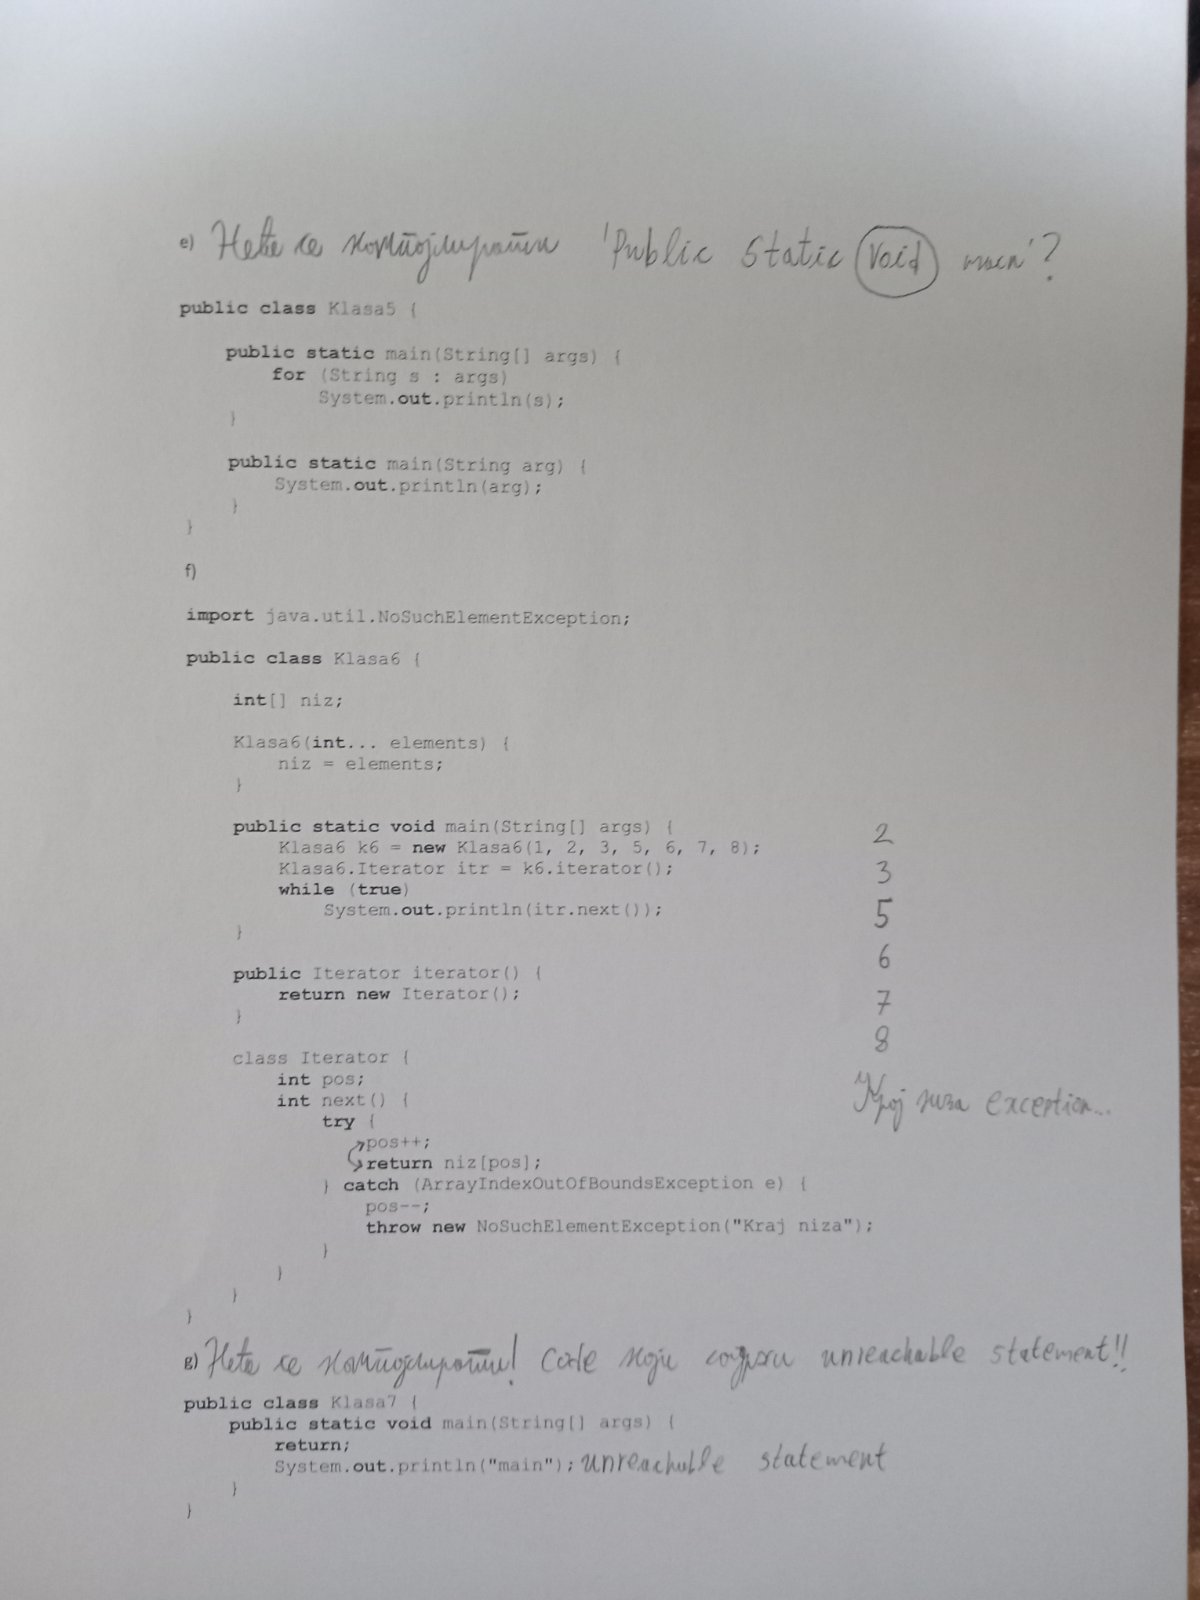 e) Неће се компојлирати 'Public Static Void main'?
public class Klasa5 {
public static main(String[] args) {
for (String s : args)
System.out.println(s);
}
public static main(String arg) {
System.out.println(arg);
}
}
f)
import java.util.NoSuchElementException;
public class Klasa6 {
int[] niz;
Klasa6(int... elements) {
niz = elements;
}
public static void main(String[] args) { 2
Klasa6 k6 = new Klasa6(1, 2, 3, 5, 6, 7, 8);
Klasa6.Iterator itr = k6.iterator(); 3
while (true)
System.out.println(itr.next()); 5
}
6
public Iterator iterator() {
return new Iterator(); 7
}
8
class Iterator {
int pos;
int next() { Крај низа exception...
try {
pos++;
return niz[pos];
} catch (ArrayIndexOutOfBoundsException e) {
pos--;
throw new NoSuchElementException("Kraj niza");
}
}
}
}
g) Неће се компојлирати! Code који садржи unreachable statement!!
public class Klasa7 {
public static void main(String[] args) {
return;
System.out.println("main"); unreachable statement
}
}